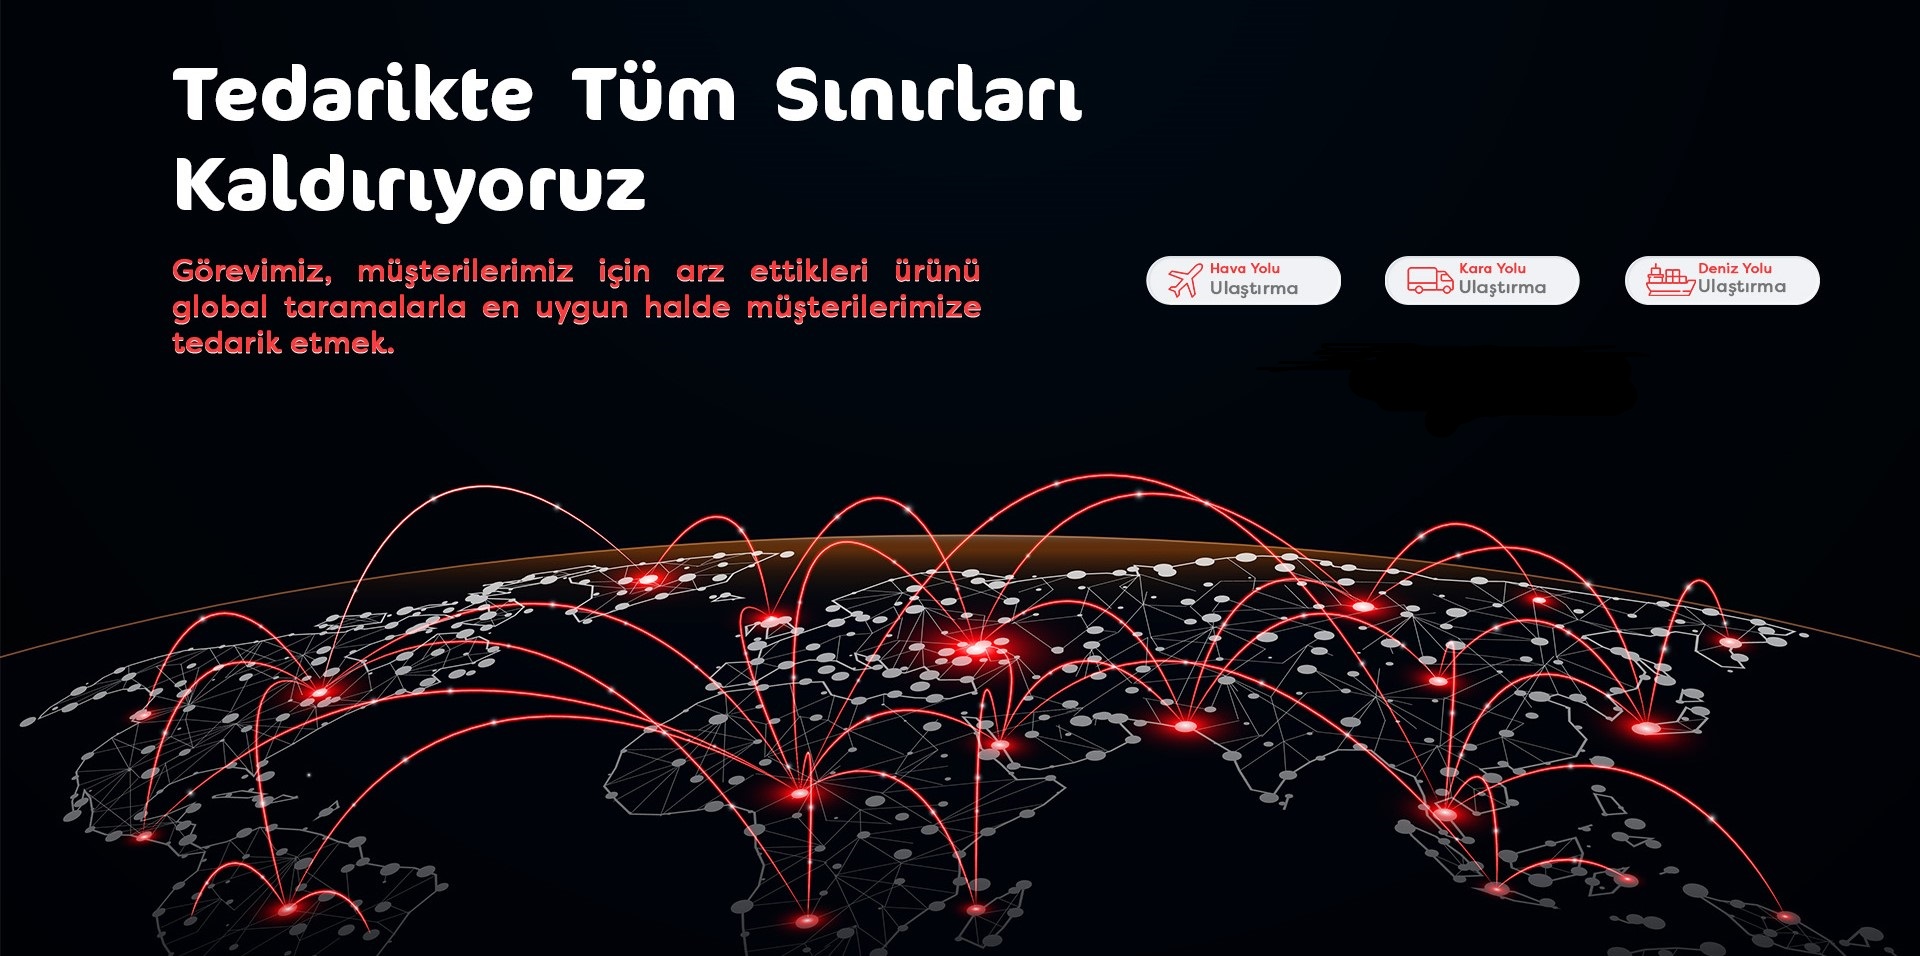 Tedarikte Tüm Sınırları
Kaldırıyoruz
Görevimiz, müşterilerimiz için arz ettikleri ürünü
global taramalarla en uygun halde müşterilerimize
tedarik etmek.
Hava Yolu
Ulaştırma
Kara Yolu
Ulaştırma
Deniz Yolu
Ulaştırma